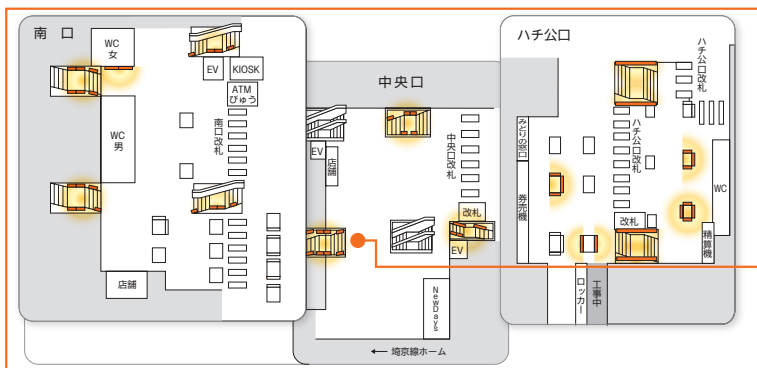 南 口
WC
女
EV
KIOSK
ATM
びゅう
南口改札
WC
男
店舗
中央口
EV
店舗
中央口改札
改札
EV
NewDays
← 埼京線ホーム
ハチ公口
ハチ公口改札
みどりの窓口
ハチ公口改札
券売機
WC
改札
精算機
ロッカー
工事中